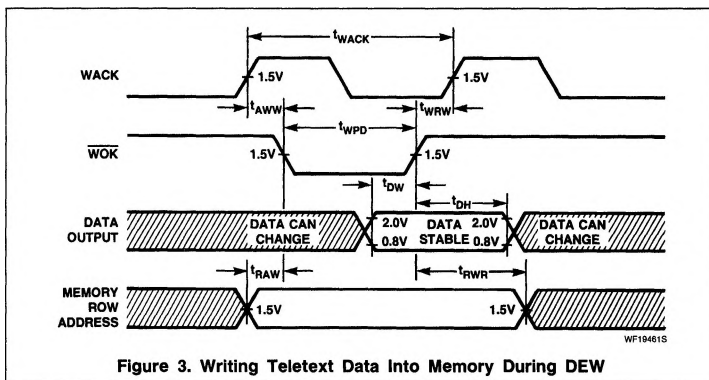 tWACK
WACK
1.5V
1.5V
tAWW
tWRW
tWPD
WOK
1.5V
1.5V
tDW
tDH
DATA OUTPUT
DATA CAN CHANGE
2.0V
0.8V
DATA STABLE
2.0V
0.8V
DATA CAN CHANGE
tRAW
tRWR
MEMORY ROW ADDRESS
1.5V
1.5V
WF19461S
Figure 3. Writing Teletext Data Into Memory During DEW